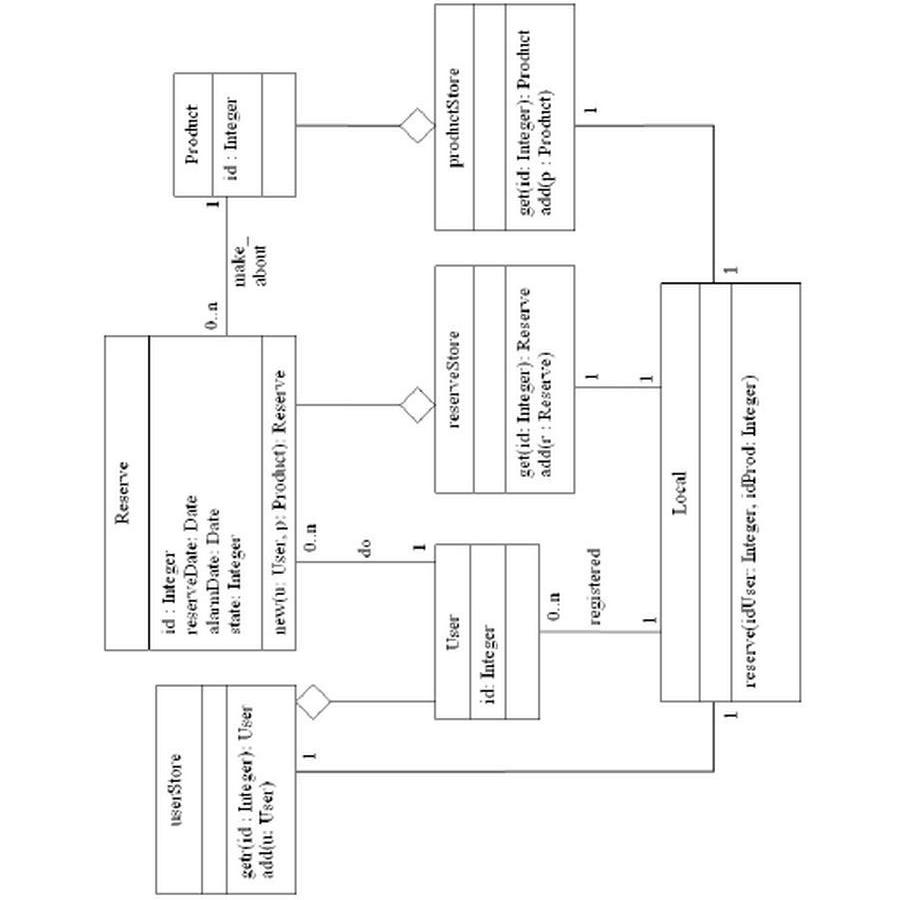 userStore
getr(id : Integer): User
add(u: User)
1
Reserve
id : Integer
reserveDate: Date
alarmDate: Date
state: Integer
new(u: User, p: Product): Reserve
0..n
make_
about
1
Product
id : Integer
0..n
do
1
User
id: Integer
0..n
registered
1
reserveStore
get(id: Integer): Reserve
add(r : Reserve)
1
1
productStore
get(id: Integer): Product
add(p : Product)
1
1
Local
reserve(idUser: Integer, idProd: Integer)
1